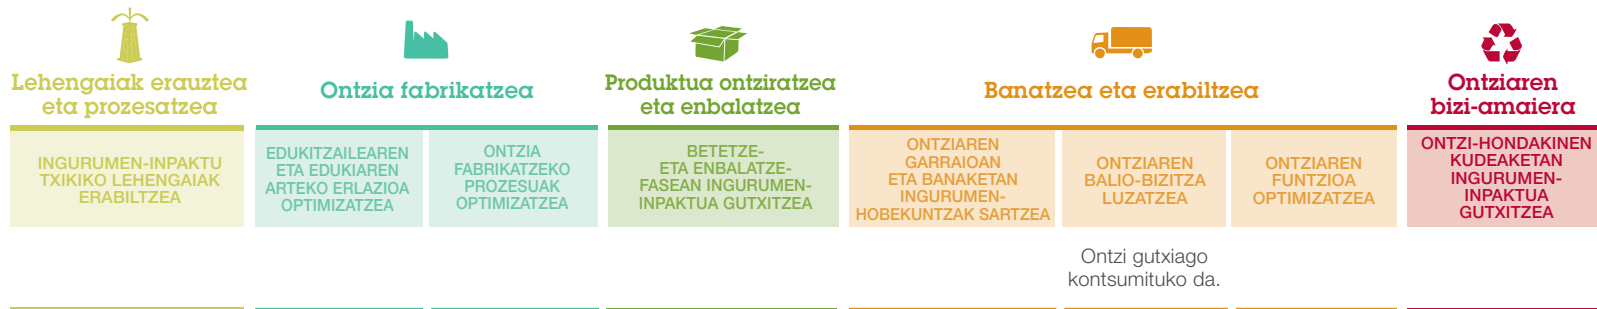 Lehengaiak erauztea
eta prozesatzea
Ontzia fabrikatzea
Produktua ontziratzea
eta enbalatzea
Banatzea eta erabiltzea
Ontziaren
bizi-amaiera
INGURUMEN-INPAKTU
TXIKIKO LEHENGAIAK
ERABILTZEA
EDUKITZAILEAREN
ETA EDUKIAREN
ARTEKO ERLAZIOA
OPTIMIZATZEA
ONTZIA
FABRIKATZEKO
PROZESUAK
OPTIMIZATZEA
BETETZE-
ETA ENBALATZE-
FASEAN INGURUMEN-
INPAKTUA GUTXITZEA
ONTZIAREN
GARRAIOAN
ETA BANAKETAN
INGURUMEN-
HOBEKUNTZAK SARTZEA
ONTZIAREN
BALIO-BIZITZA
LUZATZEA
ONTZIAREN
FUNTZIOA
OPTIMIZATZEA
ONTZI-HONDAKINEN
KUDEAKETAN
INGURUMEN-
INPAKTUA
GUTXITZEA
Ontzi gutxiago
kontsumituko da.